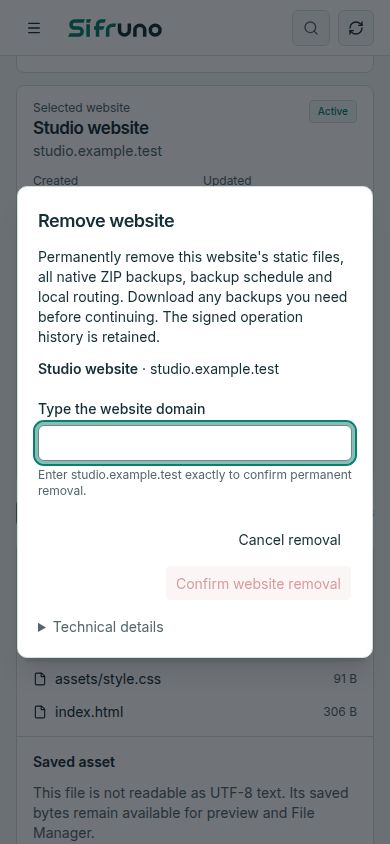 Sifruno
Selected website
Active
Studio website
studio.example.test
Created
Updated
Remove website
Permanently remove this website's static files,
all native ZIP backups, backup schedule and
local routing. Download any backups you need
before continuing. The signed operation
history is retained.
Studio website · studio.example.test
Type the website domain
Enter studio.example.test exactly to confirm permanent
removal.
Cancel removal
Confirm website removal
Technical details
assets/style.css 91 B
index.html 306 B
Saved asset
This file is not readable as UTF-8 text. Its saved
bytes remain available for preview and File
Manager.